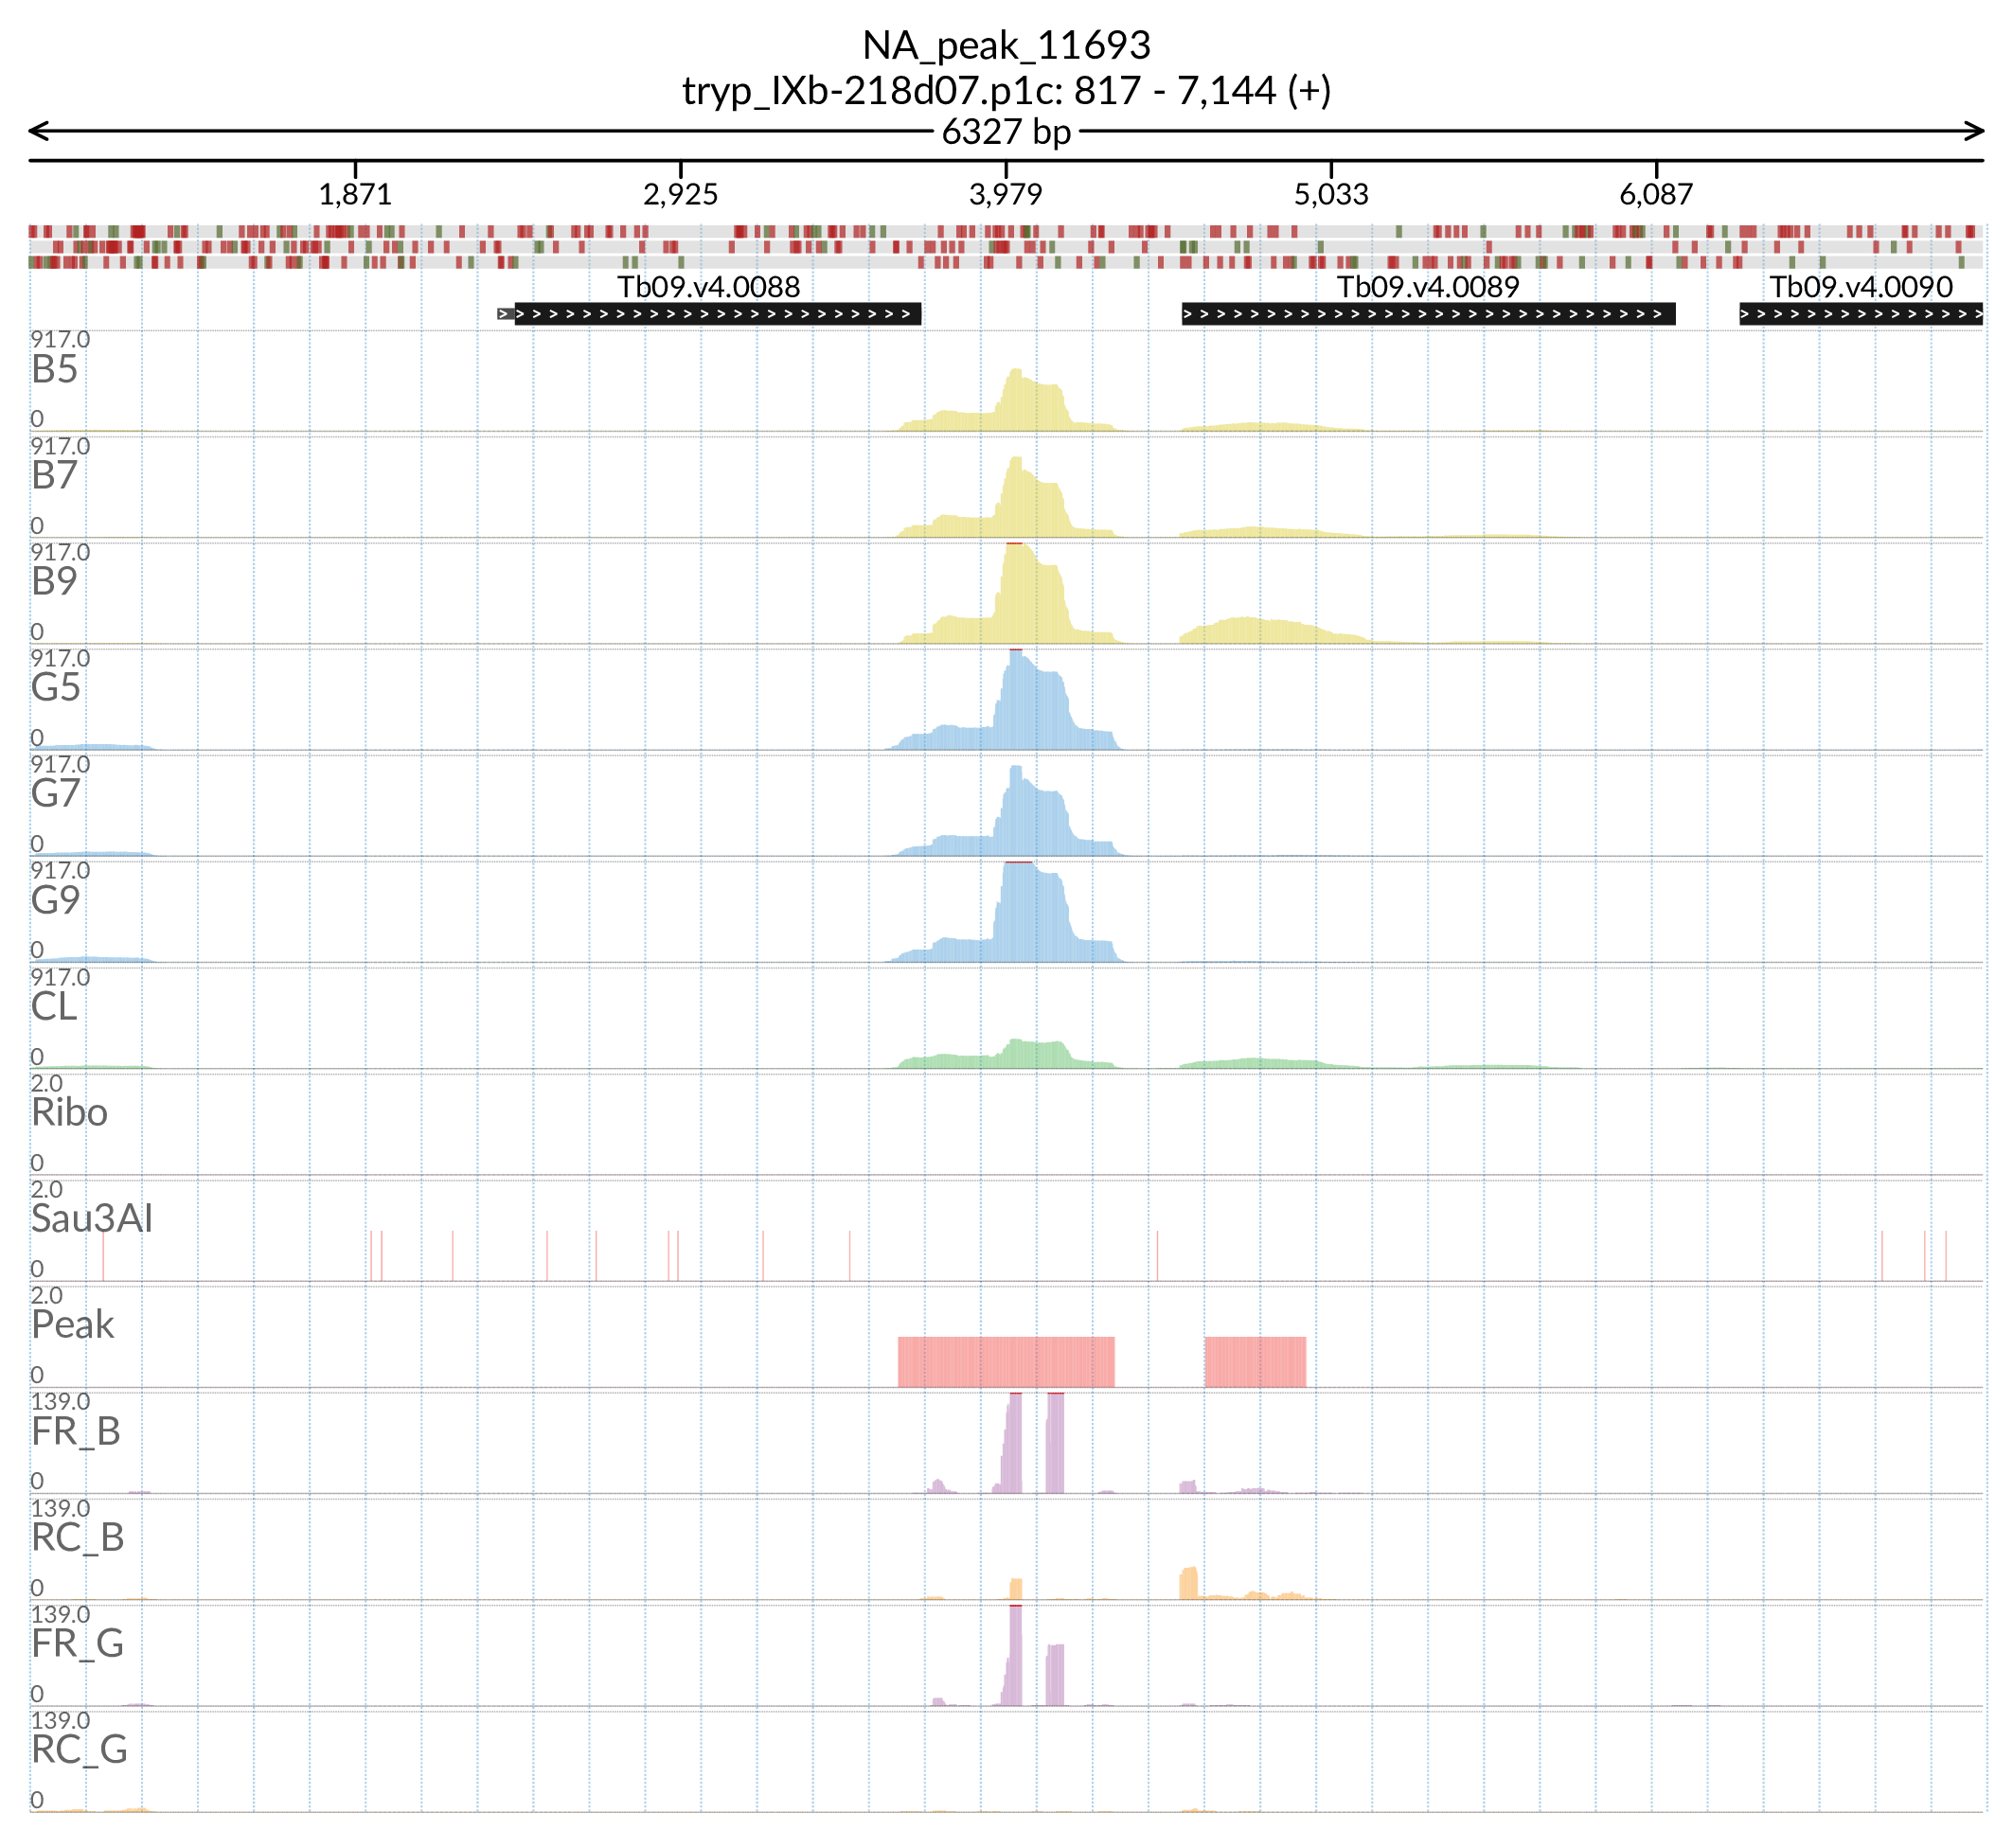 NA_peak_11693
tryp_IXb-218d07.p1c: 817 - 7,144 (+)
6327 bp
1,871 2,925 3,979 5,033 6,087
Tb09.v4.0088 Tb09.v4.0089 Tb09.v4.0090
917.0
B5
0
917.0
B7
0
917.0
B9
0
917.0
G5
0
917.0
G7
0
917.0
G9
0
917.0
CL
0
2.0
Ribo
0
2.0
Sau3AI
0
2.0
Peak
0
139.0
FR_B
0
139.0
RC_B
0
139.0
FR_G
0
139.0
RC_G
0